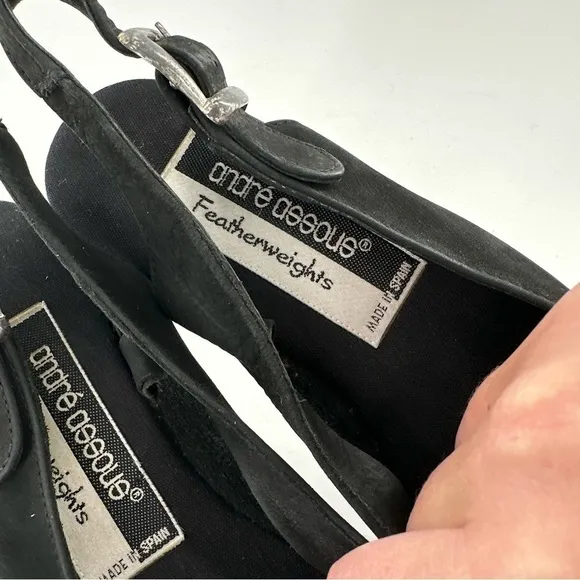 andré assous®
Featherweights
MADE IN SPAIN
andré assous®
weights
MADE IN SPAIN